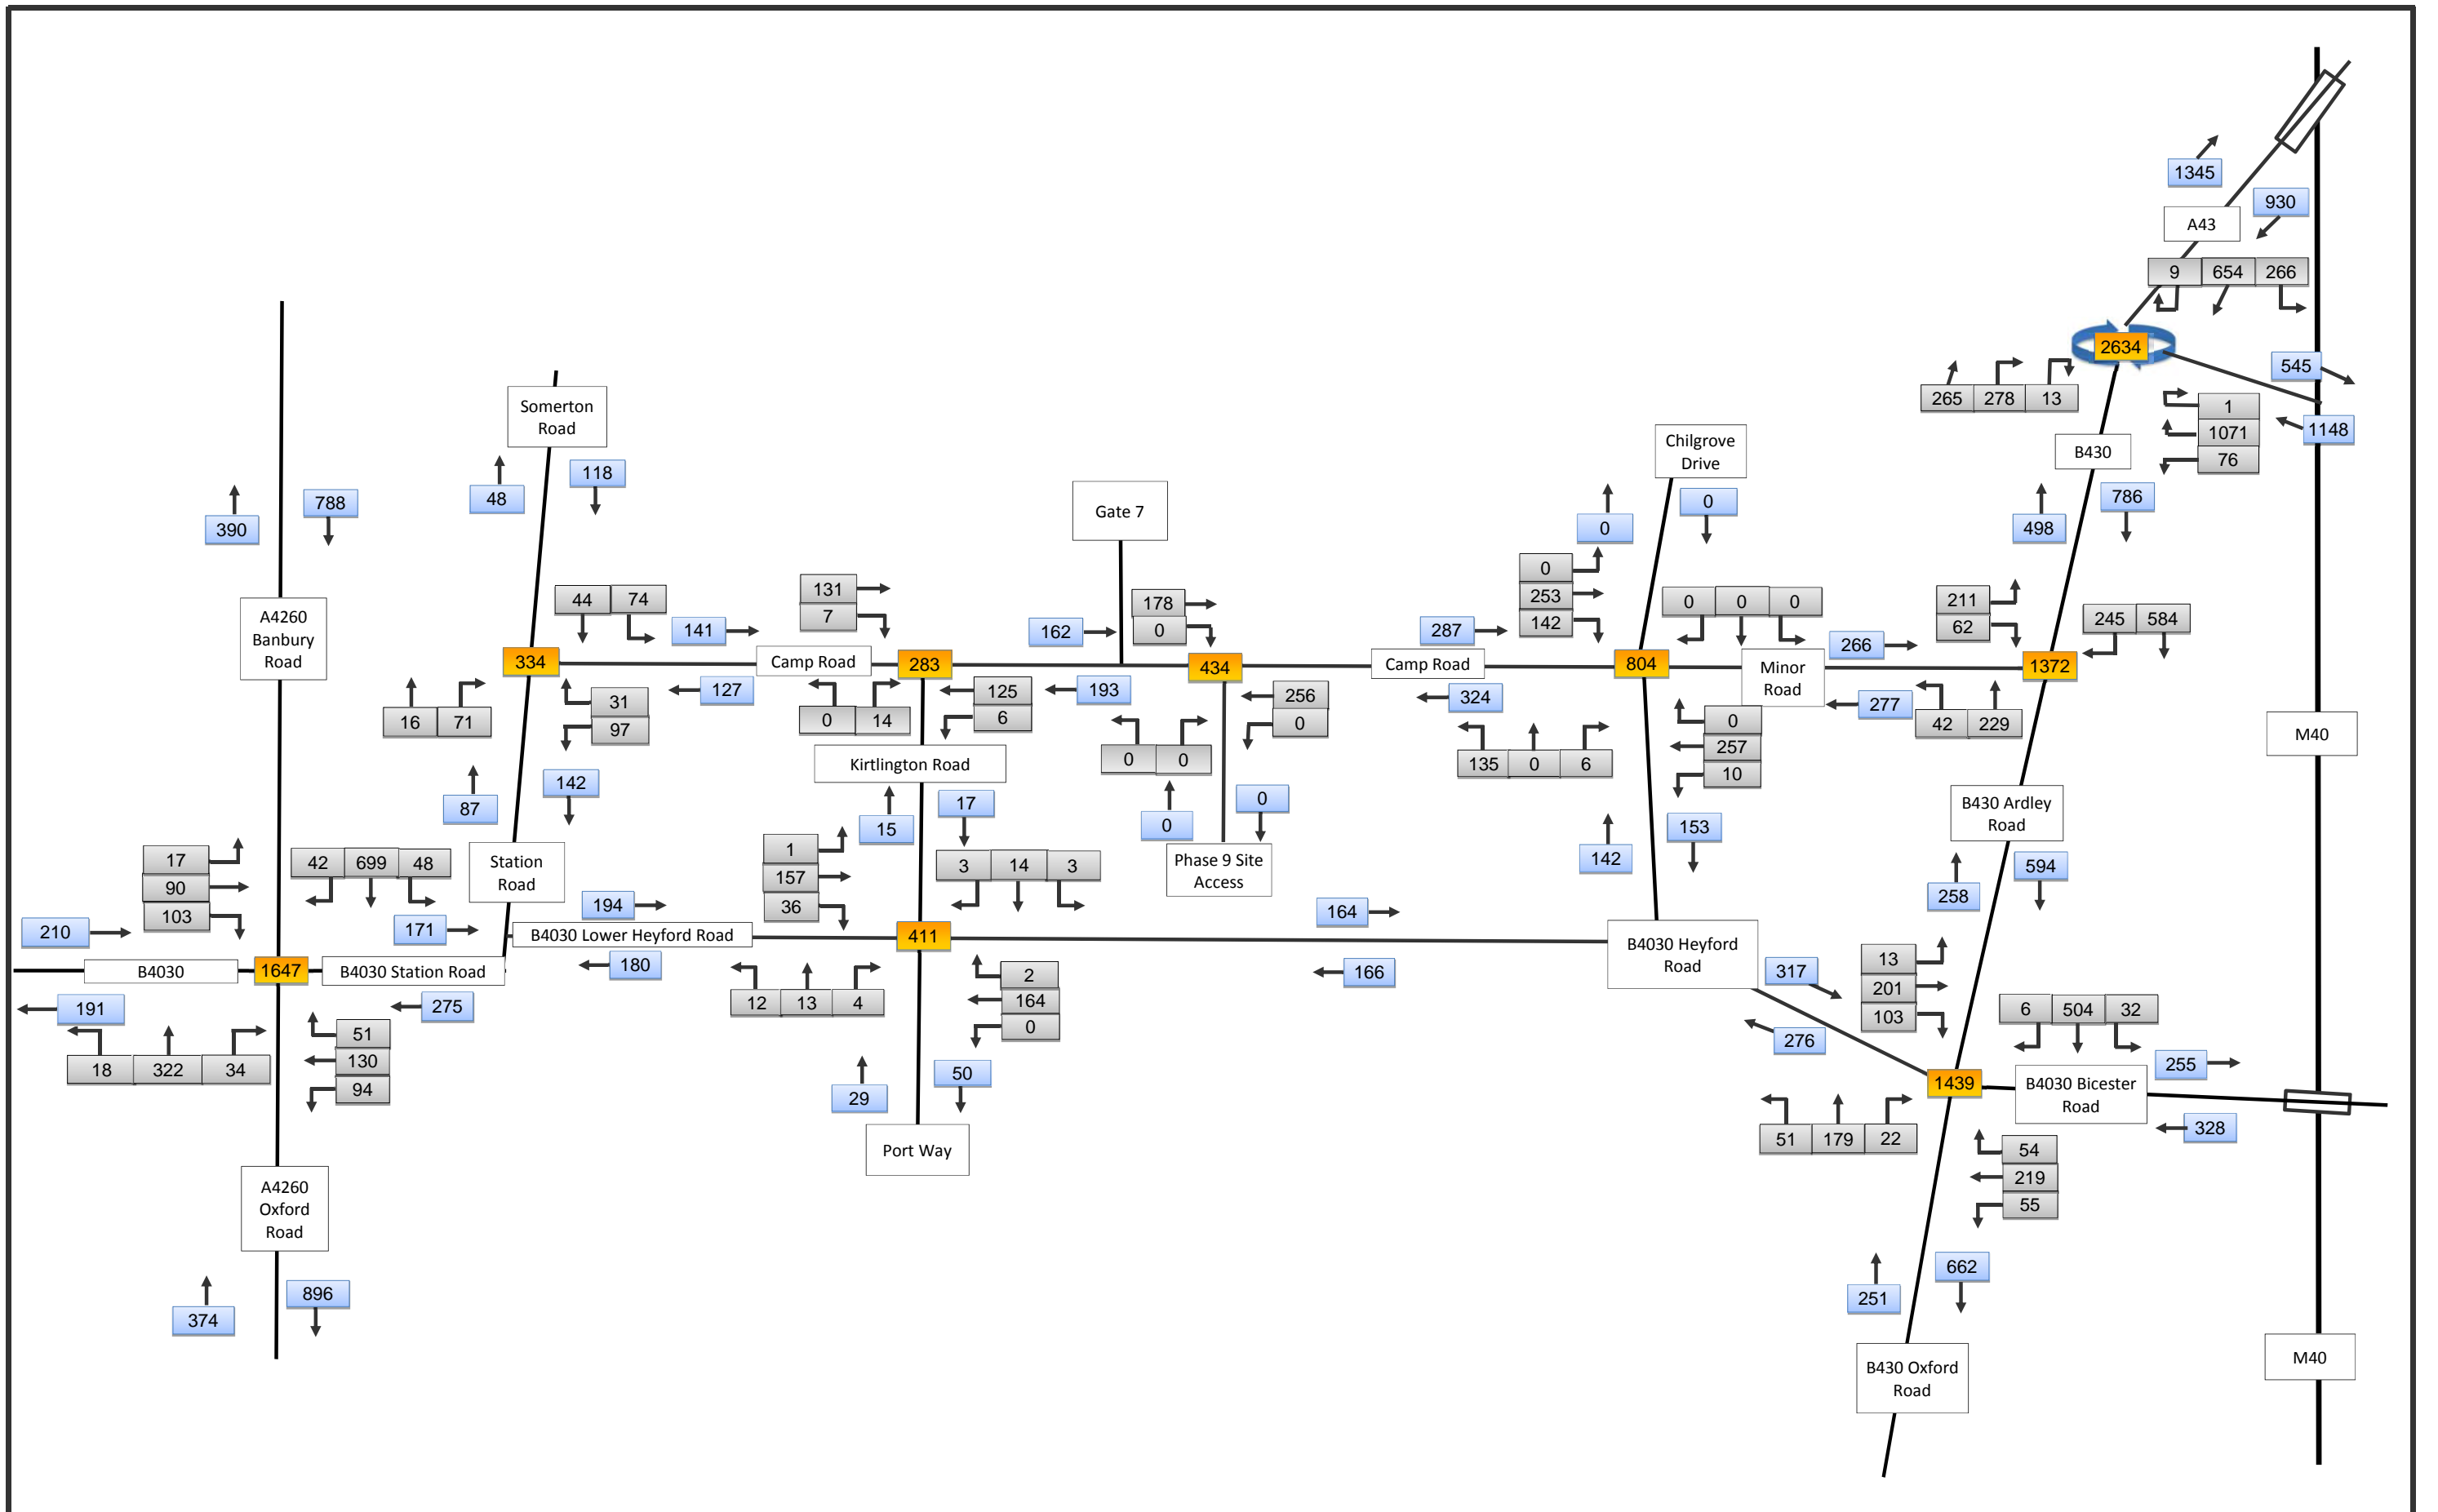 1345
930
A43
9 654 266
2634
545
265 278 13
1
1071
76
1148
B430
498
786
Somerton
Road
48
118
390
788
Chilgrove
Drive
0
0
Gate 7
A4260
Banbury
Road
44 74
141
131
7
162
178
0
287
0
253
142
0 0 0
266
211
62
245 584
334
Camp Road
283
434
Camp Road
804
Minor
Road
1372
16 71
31
97
127
0 14
125
6
193
0 0
256
0
324
135 0 6
0
257
10
277
42 229
M40
Kirtlington Road
87
142
15
17
0
0
142
153
B430 Ardley
Road
258
594
17
90
103
42 699 48
Station
Road
1
157
36
3 14 3
Phase 9 Site
Access
210
171
194
B4030 Lower Heyford Road
411
164
B4030 Heyford
Road
317
13
201
103
B4030
1647
B4030 Station Road
180
166
191
275
12 13 4
2
164
0
276
6 504 32
18 322 34
51
130
94
29
50
1439
B4030 Bicester
Road
255
328
51 179 22
54
219
55
Port Way
A4260
Oxford
Road
374
896
251
662
B430 Oxford
Road
M40